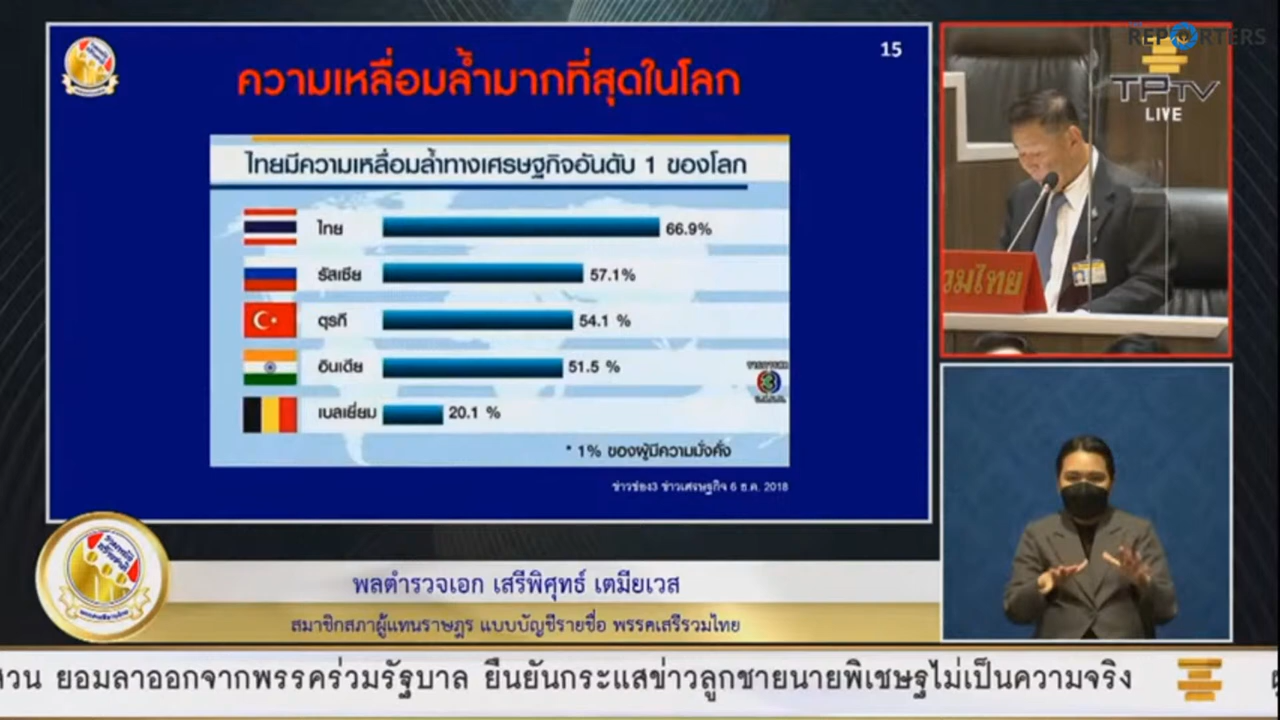 15
ความเหลื่อมล้ำมากที่สุดในโลก
ไทยมีความเหลื่อมล้ำทางเศรษฐกิจอันดับ 1 ของโลก
ไทย 66.9%
รัสเซีย 57.1%
ตุรกี 54.1 %
อินเดีย 51.5 %
เบลเยี่ยม 20.1 %
* 1% ของผู้มีความมั่งคั่ง
ข่าวช่อง3 ข่าวเศรษฐกิจ 6 ธ.ค. 2018
THE REPORTERS
TPTV
LIVE
รวมไทย
พลตำรวจเอก เสรีพิศุทธ์ เตมียเวส
สมาชิกสภาผู้แทนราษฎร แบบบัญชีรายชื่อ พรรคเสรีรวมไทย
ยอมลาออกจากพรรคร่วมรัฐบาล ยืนยันกระแสข่าวลูกชายนายพิเชษฐไม่เป็นความจริง